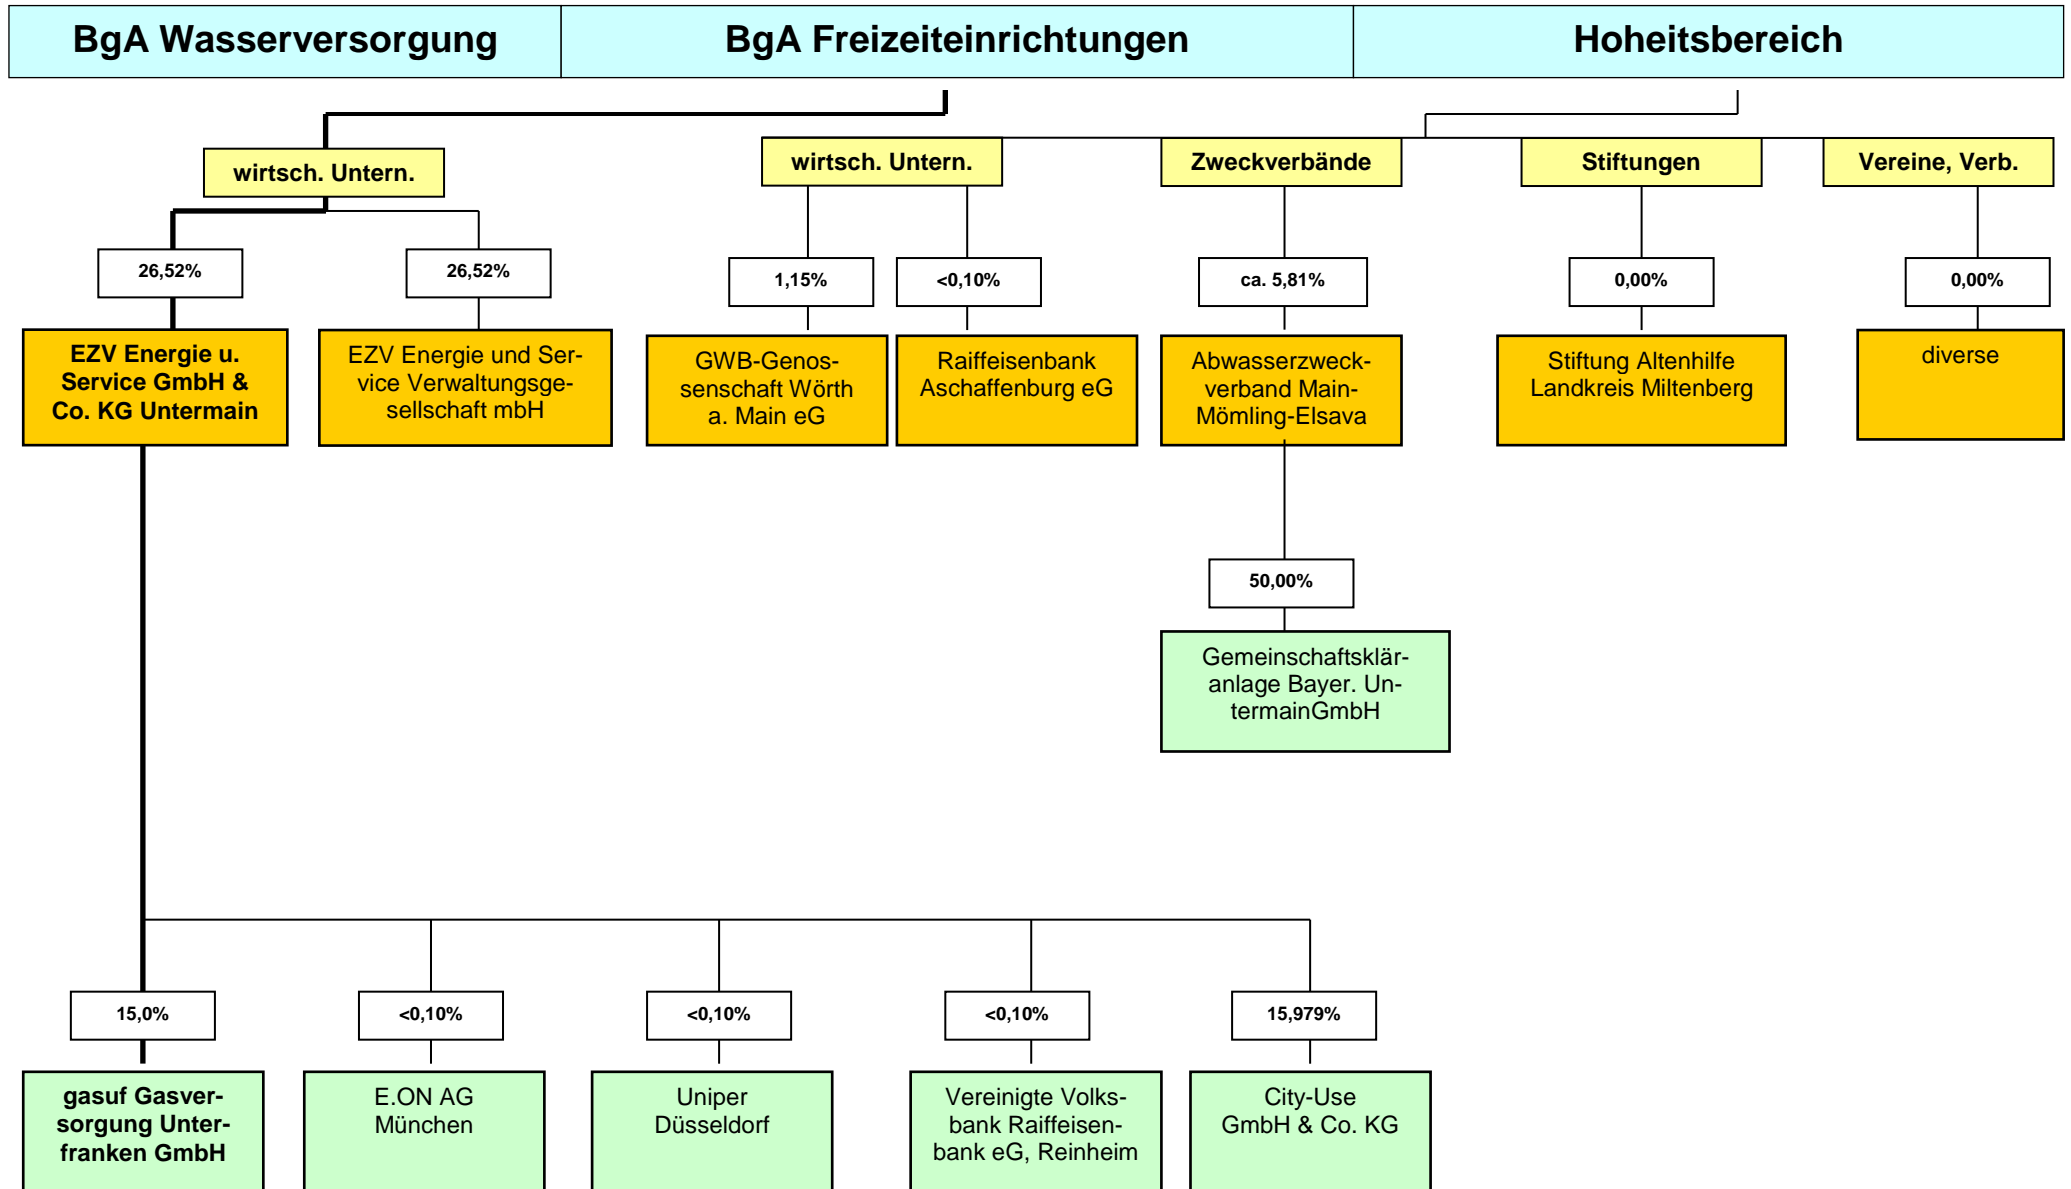 BgA Wasserversorgung
BgA Freizeiteinrichtungen
Hoheitsbereich
wirtsch. Untern.
wirtsch. Untern.
Zweckverbände
Stiftungen
Vereine, Verb.
26,52%
26,52%
1,15%
<0,10%
ca. 5,81%
0,00%
0,00%
EZV Energie u.
Service GmbH &
Co. KG Untermain
EZV Energie und Ser-
vice Verwaltungsge-
sellschaft mbH
GWB-Genos-
senschaft Wörth
a. Main eG
Raiffeisenbank
Aschaffenburg eG
Abwasserzweck-
verband Main-
Mömling-Elsava
Stiftung Altenhilfe
Landkreis Miltenberg
diverse
50,00%
Gemeinschaftsklär-
anlage Bayer. Un-
termainGmbH
15,0%
<0,10%
<0,10%
<0,10%
15,979%
gasuf Gasver-
sorgung Unter-
franken GmbH
E.ON AG
München
Uniper
Düsseldorf
Vereinigte Volks-
bank Raiffeisen-
bank eG, Reinheim
City-Use
GmbH & Co. KG